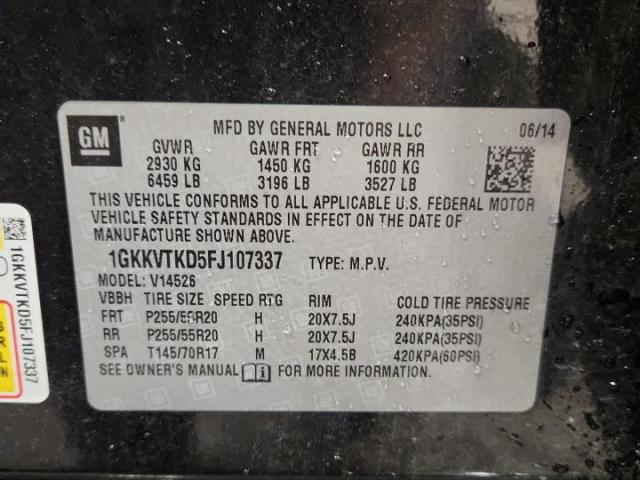 GM
MFD BY GENERAL MOTORS LLC 06/14
GVWR GAWR FRT GAWR RR
2930 KG 1450 KG 1600 KG
6459 LB 3196 LB 3527 LB
THIS VEHICLE CONFORMS TO ALL APPLICABLE U.S. FEDERAL MOTOR
VEHICLE SAFETY STANDARDS IN EFFECT ON THE DATE OF
MANUFACTURE SHOWN ABOVE.
1GKKVTKD5FJ107337 TYPE: M.P.V.
MODEL: V14526
VBBH TIRE SIZE SPEED RTG RIM COLD TIRE PRESSURE
FRT P255/55R20 H 20X7.5J 240KPA(35PSI)
RR P255/55R20 H 20X7.5J 240KPA(35PSI)
SPA T145/70R17 M 17X4.5B 420KPA(60PSI)
SEE OWNER'S MANUAL FOR MORE INFORMATION.
1GKKVTKD5FJ107337